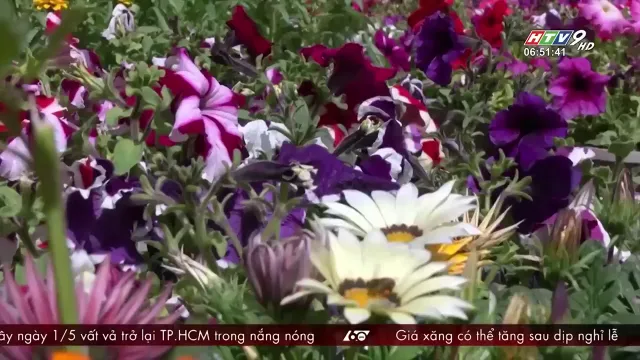 HTV9 HD
06:51:41
ây ngày 1/5 vất vả trở lại TP.HCM trong nắng nóng
60
Giá xăng có thể tăng sau dịp nghỉ lễ